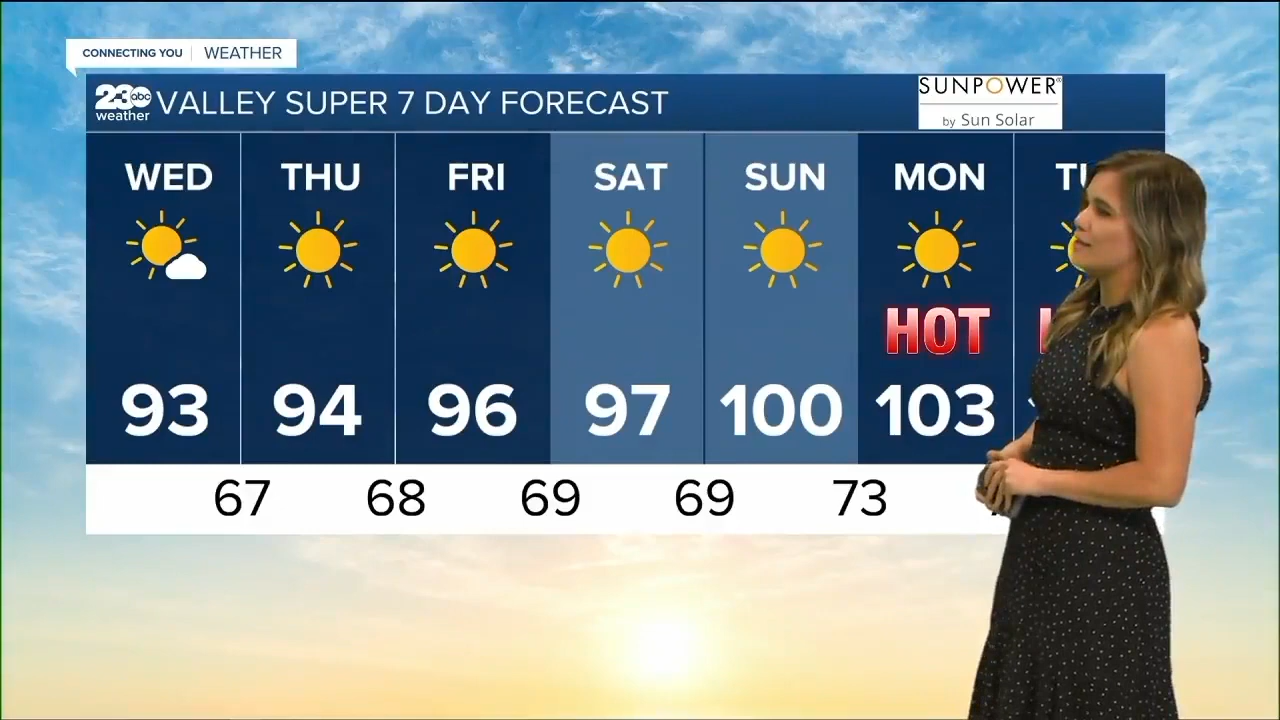 CONNECTING YOU | WEATHER
23 abc weather
VALLEY SUPER 7 DAY FORECAST
SUNPOWER®
by Sun Solar
WED THU FRI SAT SUN MON
HOT
93 94 96 97 100 103
67 68 69 69 73